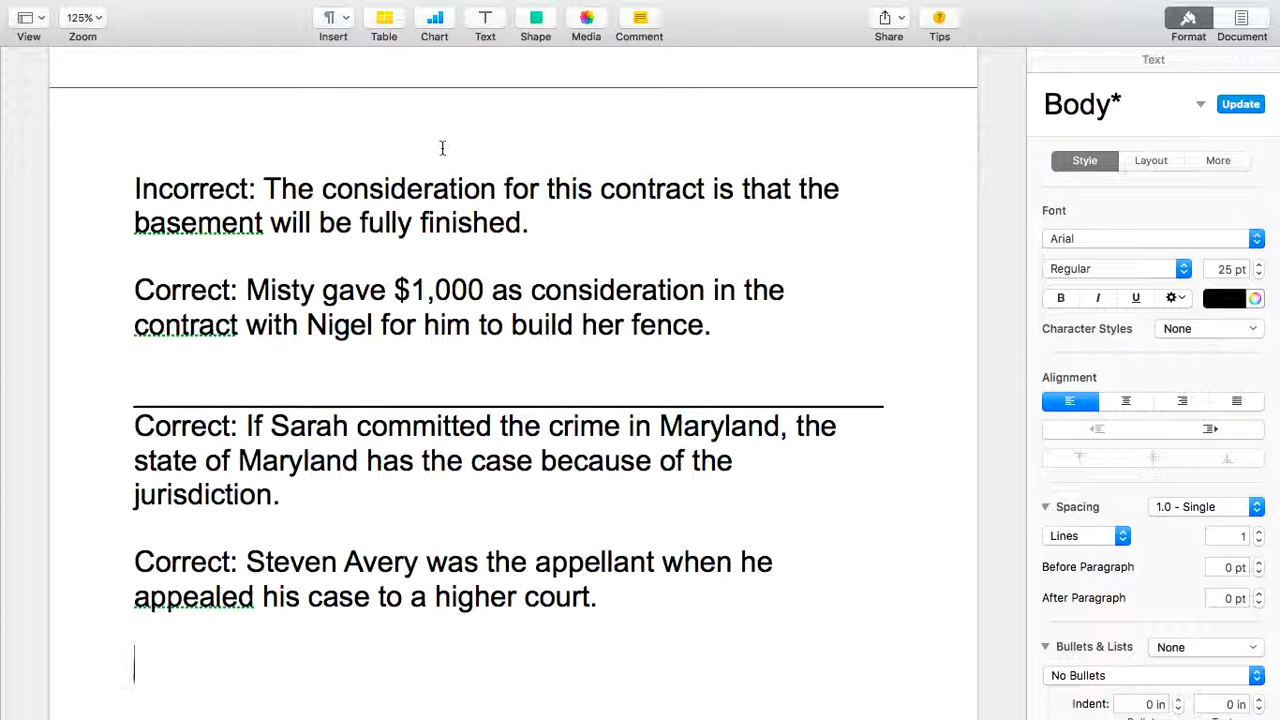 View
125%
Zoom
Insert
Table
Chart
Text
Shape
Media
Comment
Share
Tips
Format
Document
Incorrect: The consideration for this contract is that the
basement will be fully finished.
Correct: Misty gave $1,000 as consideration in the
contract with Nigel for him to build her fence.
Correct: If Sarah committed the crime in Maryland, the
state of Maryland has the case because of the
jurisdiction.
Correct: Steven Avery was the appellant when he
appealed his case to a higher court.
Text
Body*
Update
Style Layout More
Font
Arial
Regular 25 pt
B I U
Character Styles None
Alignment
Spacing 1.0 - Single
Lines 1
Before Paragraph 0 pt
After Paragraph 0 pt
Bullets & Lists None
No Bullets
Indent: 0 in 0 in